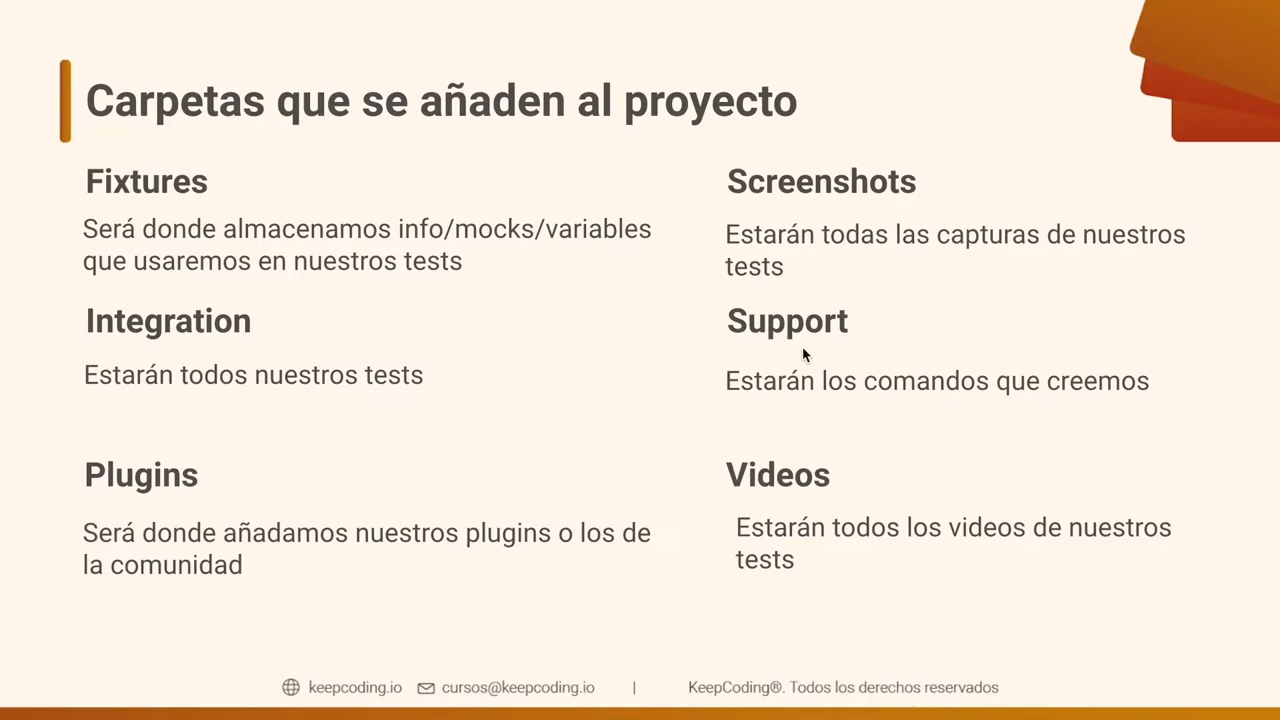 Carpetas que se añaden al proyecto
Fixtures
Será donde almacenamos info/mocks/variables
que usaremos en nuestros tests
Integration
Estarán todos nuestros tests
Plugins
Será donde añadamos nuestros plugins o los de
la comunidad
Screenshots
Estarán todas las capturas de nuestros
tests
Support
Estarán los comandos que creemos
Videos
Estarán todos los videos de nuestros
tests
keepcoding.io cursos@keepcoding.io | KeepCoding®. Todos los derechos reservados